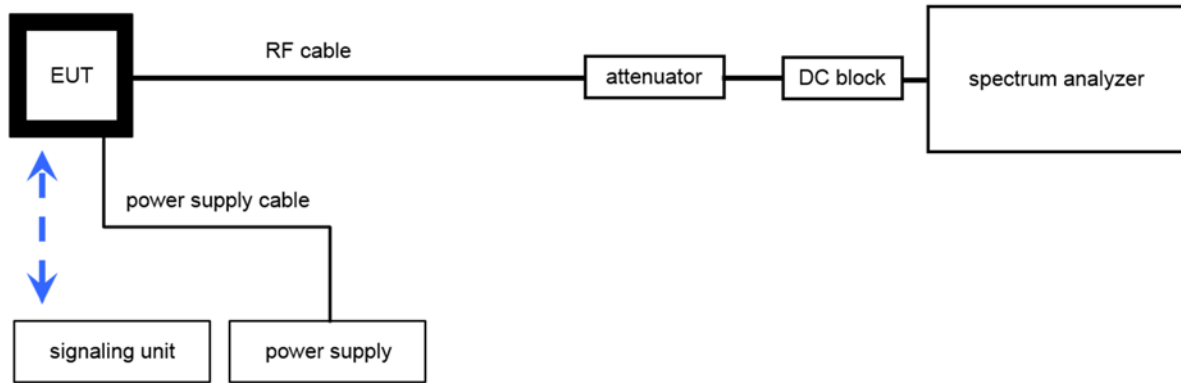 EUT
RF cable
attenuator
DC block
spectrum analyzer
power supply cable
signaling unit
power supply